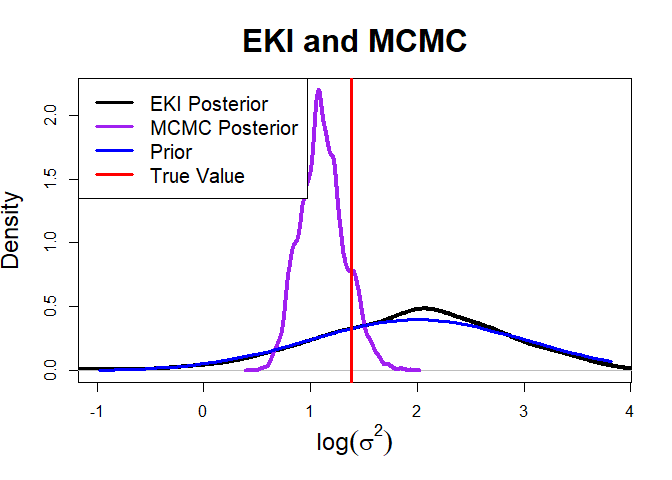 EKI and MCMC
EKI Posterior
MCMC Posterior
Prior
True Value
Density
2.0
1.5
1.0
0.5
0.0
-1 0 1 2 3 4
log(σ²)